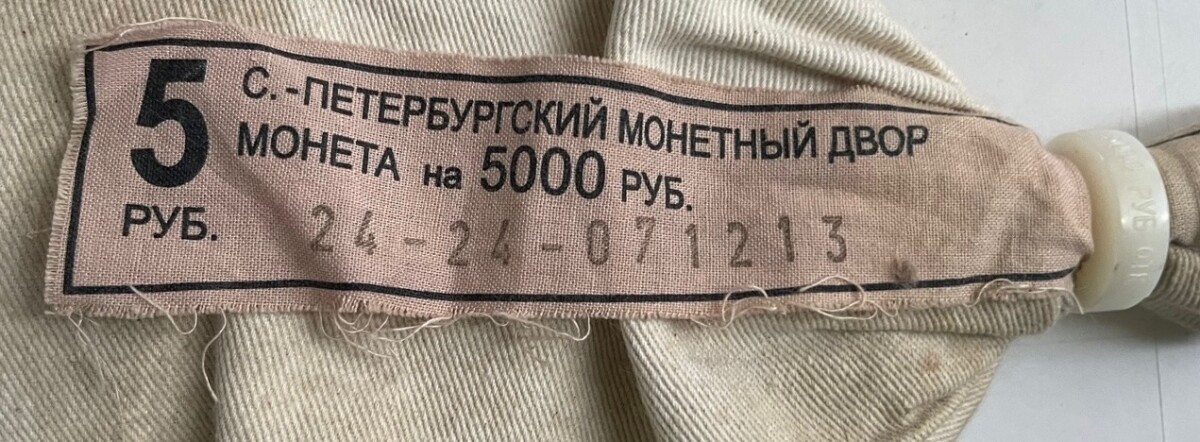 5
РУБ.
С.-ПЕТЕРБУРГСКИЙ МОНЕТНЫЙ ДВОР
МОНЕТА на 5000 РУБ.
24-24-071213